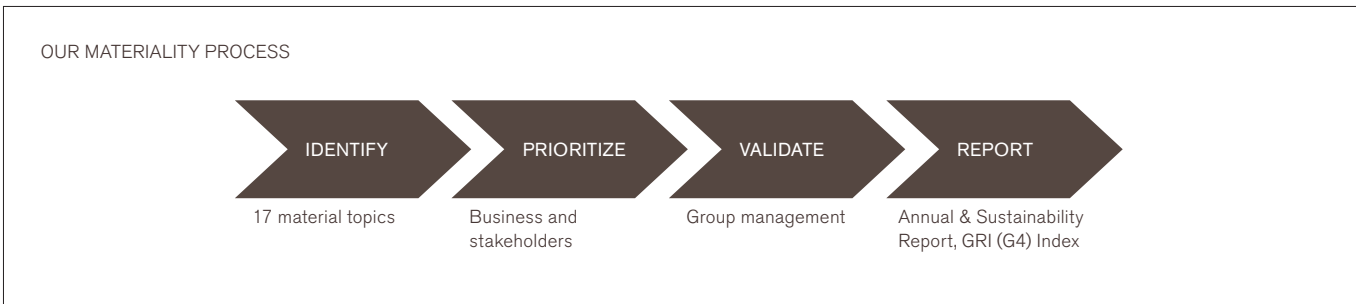 OUR MATERIALITY PROCESS
IDENTIFY
PRIORITIZE
VALIDATE
REPORT
17 material topics
Business and
stakeholders
Group management
Annual & Sustainability
Report, GRI (G4) Index